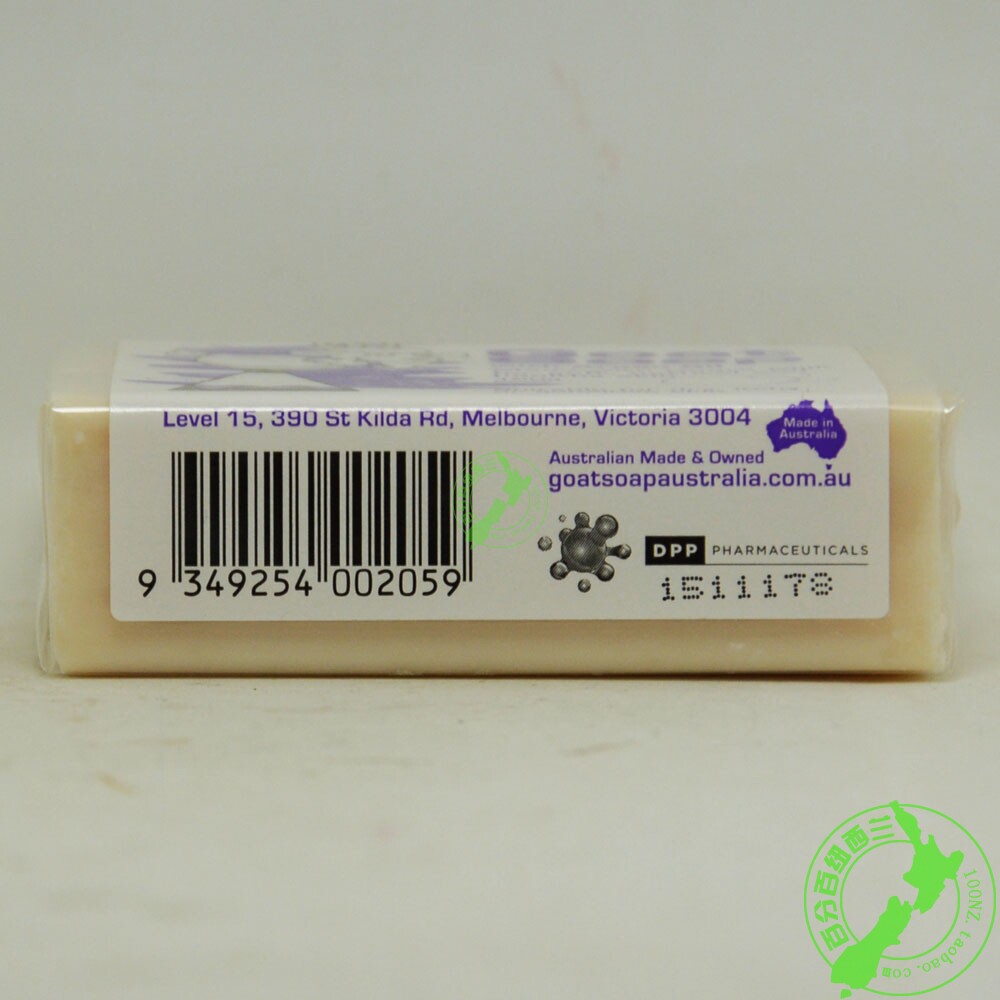 Level 15, 390 St Kilda Rd, Melbourne, Victoria 3004
Made in
Australia
Australian Made & Owned
goatsoapaustralia.com.au
DPP PHARMACEUTICALS
1511178
9 349254 002059
百分百纽西兰
100NZ.taobao.com